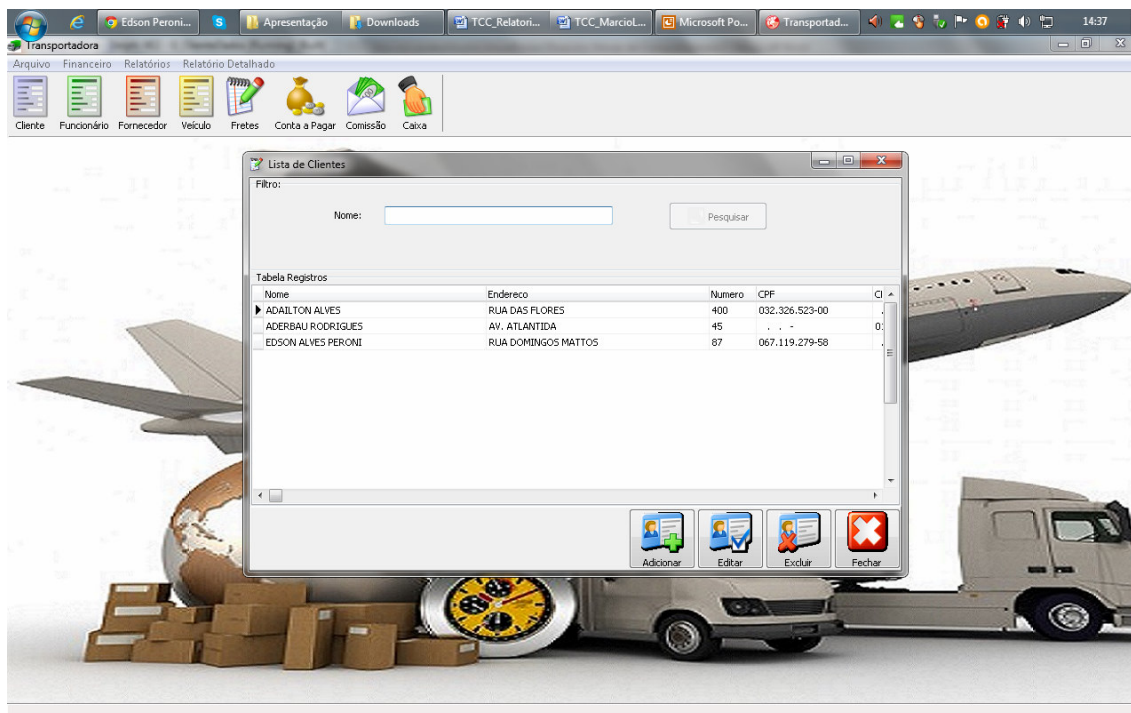 Edson Peroni... Apresentação Downloads TCC_Relatori... TCC_MarcioL... Microsoft Po... Transportad... 14:37
Transportadora
Arquivo Financeiro Relatórios Relatório Detalhado
Cliente Funcionário Fornecedor Veículo Fretes Conta a Pagar Comissão Caixa
Lista de Clientes
Filtro:
Nome: Pesquisar
Tabela Registros
Nome Endereco Numero CPF
ADAILTON ALVES RUA DAS FLORES 400 032.326.523-00 .
ADERBAU RODRIGUES AV. ATLANTIDA 45 . . -
EDSON ALVES PERONI RUA DOMINGOS MATTOS 87 067.119.279-58 .
Adicionar Editar Excluir Fechar